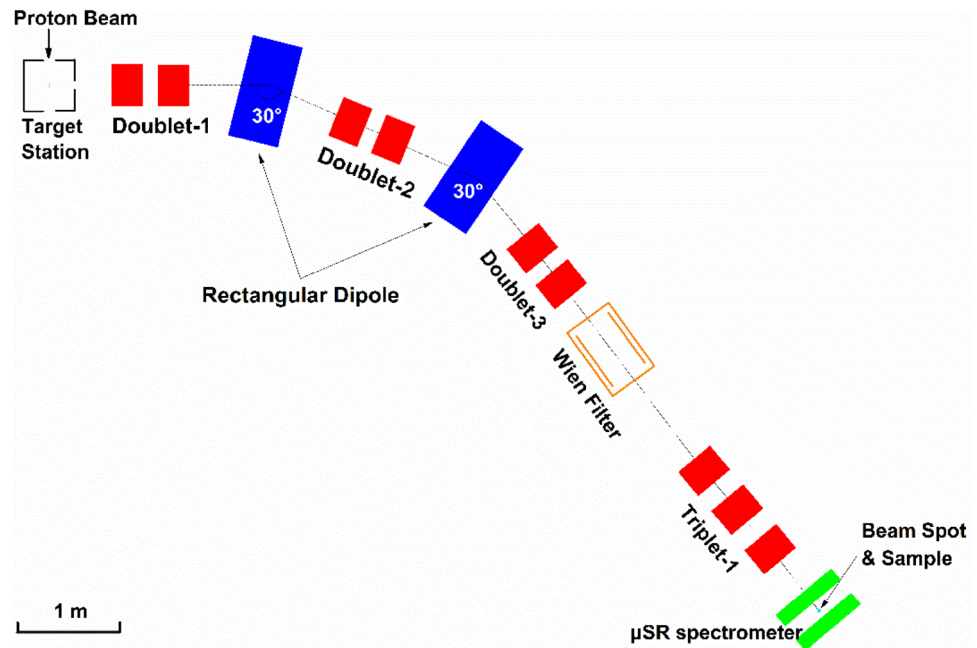 Proton Beam
Target
Station
Doublet-1
30°
Doublet-2
30°
Rectangular Dipole
Doublet-3
Wien Filter
Triplet-1
Beam Spot
& Sample
1 m
µSR spectrometer